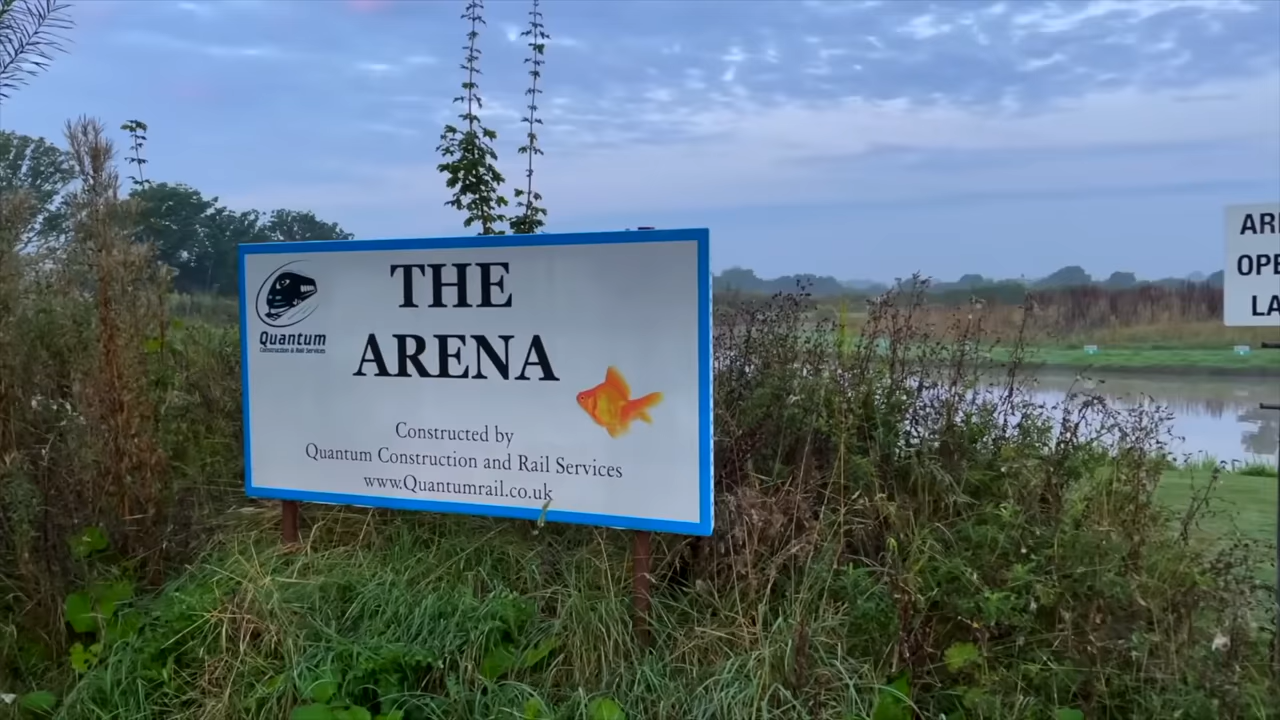 THE
ARENA
Quantum
Construction & Rail Services
Constructed by
Quantum Construction and Rail Services
www.Quantumrail.co.uk
ARE
OPE
LA